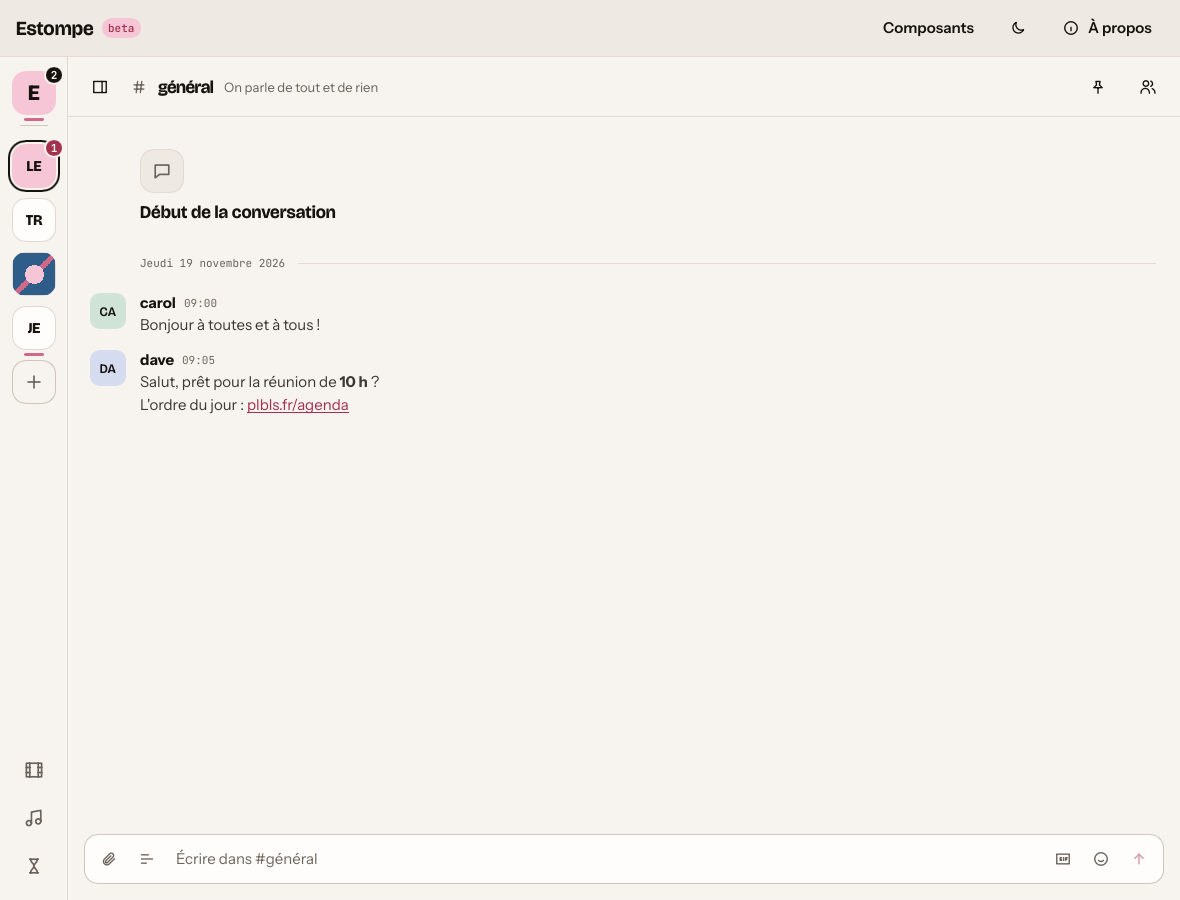 Estompe beta
Composants
À propos
E 2
LE 1
TR
JE
# général On parle de tout et de rien
Début de la conversation
Jeudi 19 novembre 2026
CA
carol 09:00
Bonjour à toutes et à tous !
DA
dave 09:05
Salut, prêt pour la réunion de 10 h ?
L'ordre du jour : plbls.fr/agenda
Écrire dans #général
GIF